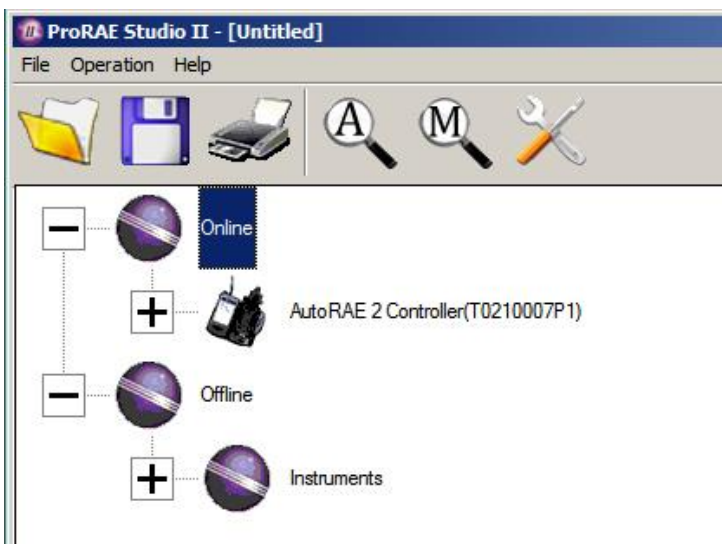 ProRAE Studio II - [Untitled]
File Operation Help
A M
Online
AutoRAE 2 Controller(T0210007P1)
Offline
Instruments